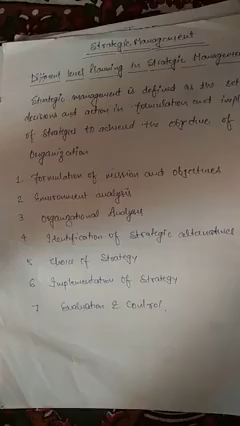 Strategic Management
Different level Planning In Strategic Manageme
Strategic management is defined as the set
decisions and action in formulation and impl
of strategies to achieved the objective of
Organization
1 Formulation of mission and objectives
2 Environment analysis
3 Organizational Analysis
4 Identification of Strategic alternatives
5 Choice of Strategy
6 Implementation of Strategy
7 Evaluation & Control.